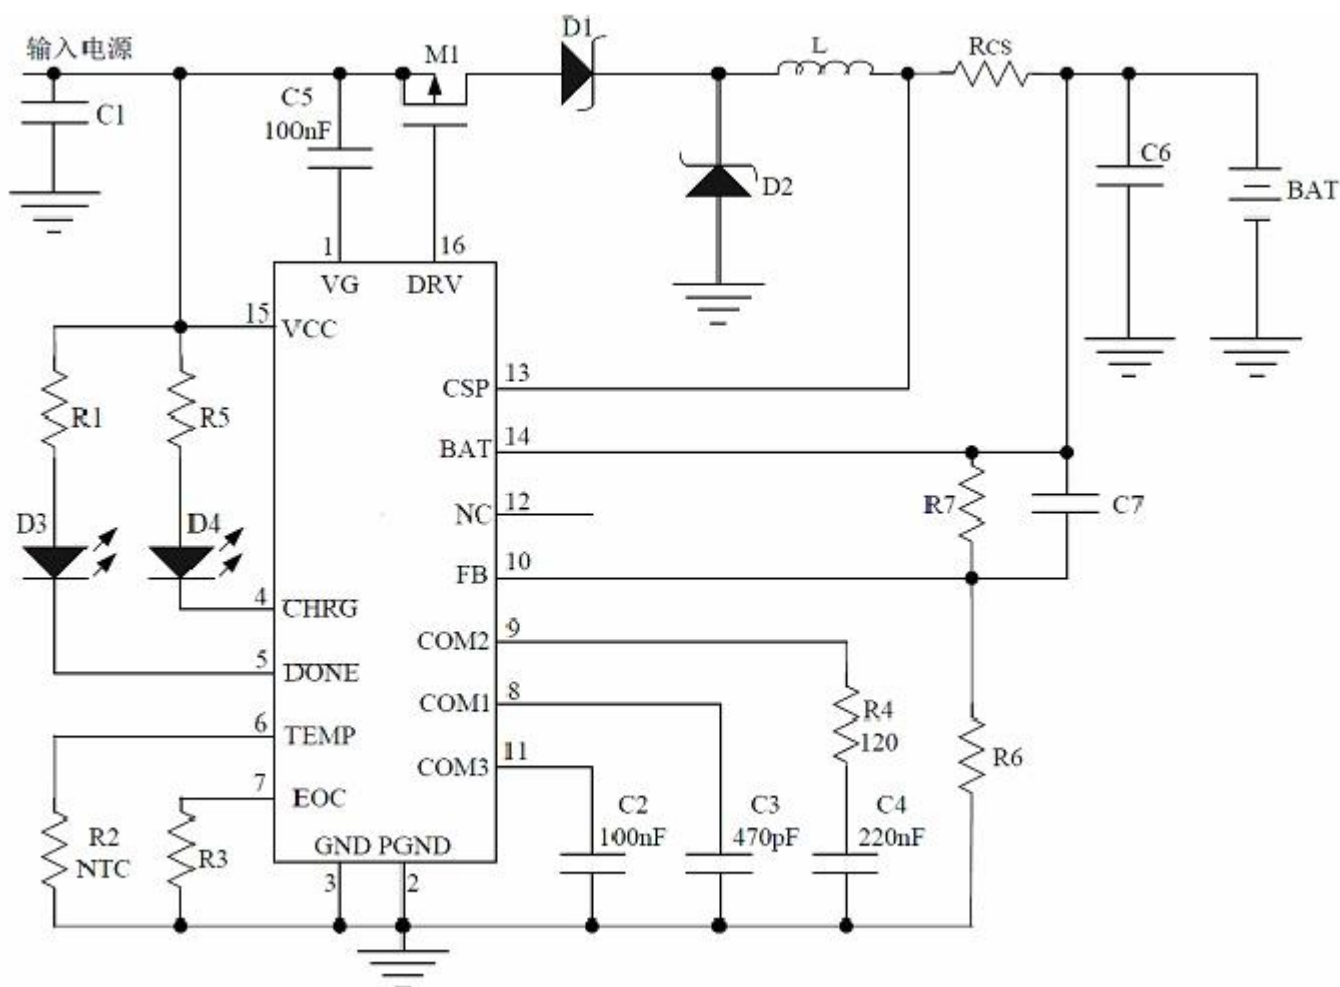 输入电源
D1
M1
L
RCS
C1
C5
100nF
C6
D2
BAT
1
16
VG
DRV
15
VCC
13
CSP
R1
R5
14
BAT
R7
C7
12
NC
D3
D4
10
FB
4
CHRG
9
COM2
5
DONE
8
COM1
R4
120
6
TEMP
11
COM3
R6
7
EOC
C2
100nF
C3
470pF
C4
220nF
R2
NTC
R3
GND PGND
3
2